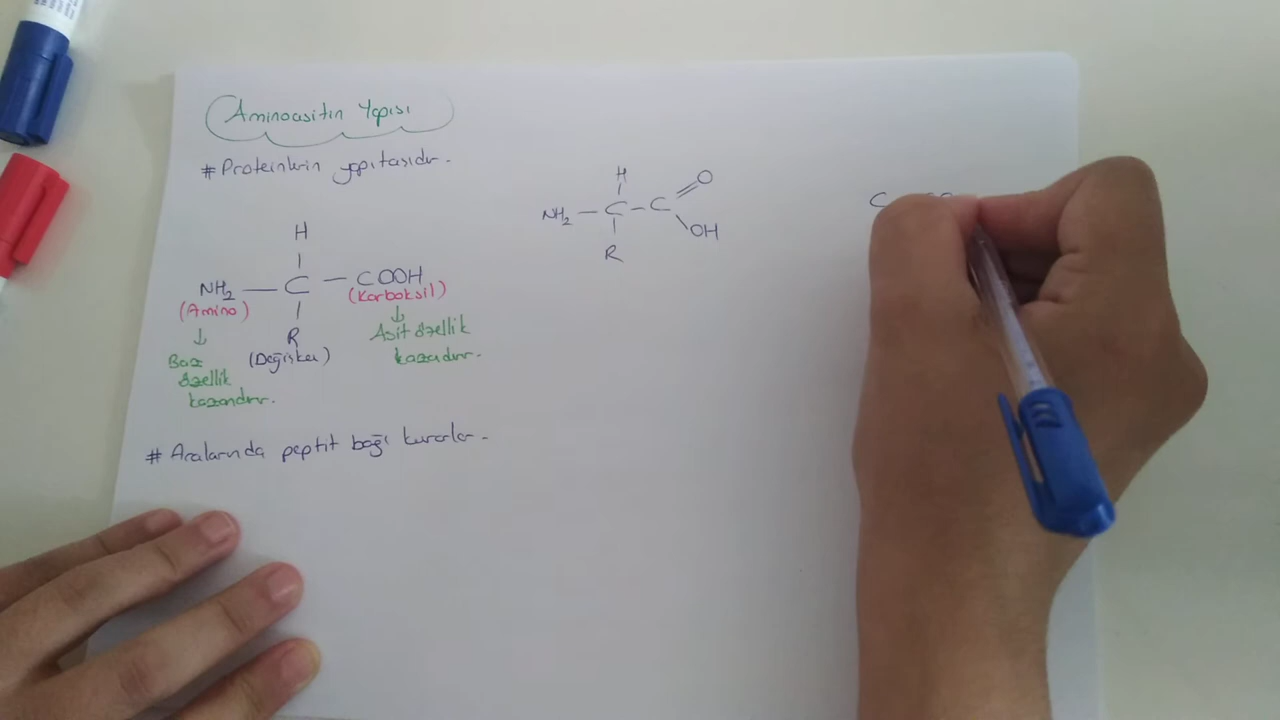 Aminoasitin Yapısı
# Proteinlerin yapıtaşıdır.
H
NH2 — C — COOH
(Amino) (Karboksil)
R
(Değişken)
Baz özellik kazandırır.
Asit özellik kazandırır.
# Aralarında peptit bağı kurarlar.
H O
NH2 — C — C
R OH
C